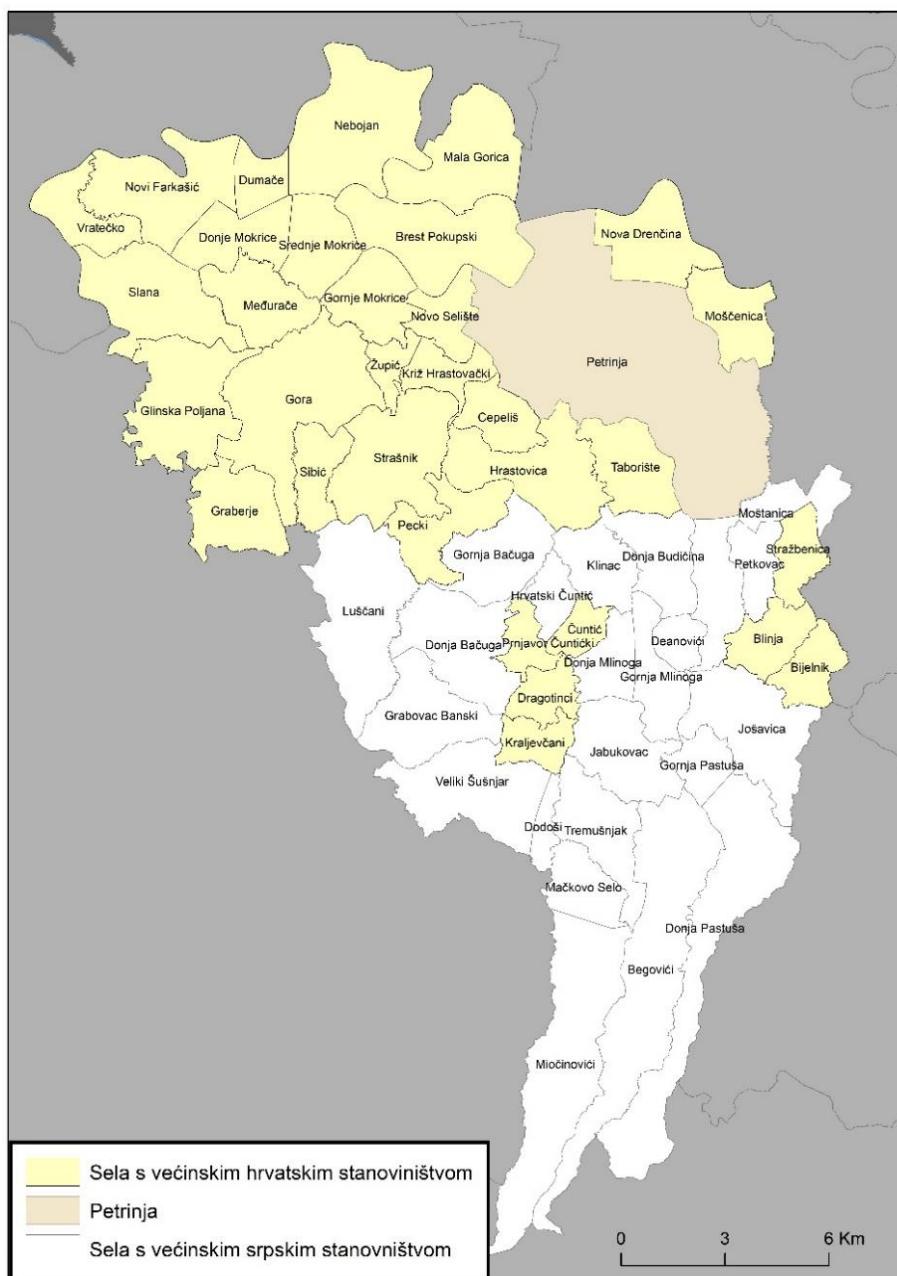 Nebojan
Mala Gorica
Novi Farkašić
Dumače
Vratečko
Donje Mokrice
Srednje Mokriće
Brest Pokupski
Nova Drenčina
Slana
Međurače
Gornje Mokrice
Novo Selište
Moščenica
Župić
Križ Hrastovački
Petrinja
Glinska Poljana
Gora
Cepeliš
Sibić
Strašnik
Hrastovica
Taborište
Graberje
Pecki
Moštanica
Gornja Bačuga
Klinac
Donja Budičina
Petkovac
Stražbenica
Luščani
Hrvatski Čuntić
Donja Bačuga
Prnjavor Čuntićki
Čuntić
Deanovići
Blinja
Donja Mlinoga
Gornja Mlinoga
Bijelnik
Dragotinci
Grabovac Banski
Kraljevčani
Jabukovac
Jošavica
Gornja Pastuša
Veliki Šušnjar
Dodoši
Tremušnjak
Mačkovo Selo
Donja Pastuša
Begovići
Miočinovići
Sela s većinskim hrvatskim stanoviništvom
Petrinja
Sela s većinskim srpskim stanovništvom
0 3 6 Km